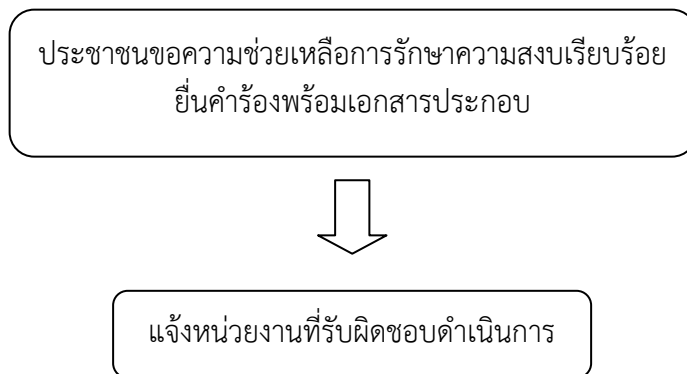 ประชาชนขอความช่วยเหลือการรักษาความสงบเรียบร้อย
ยื่นคำร้องพร้อมเอกสารประกอบ
แจ้งหน่วยงานที่รับผิดชอบดำเนินการ